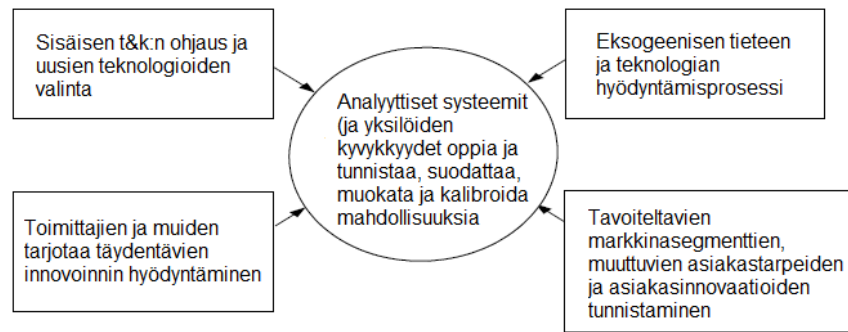 Sisäisen t&k:n ohjaus ja
uusien teknologioiden
valinta
Eksogeenisen tieteen
ja teknologian
hyödyntämisprosessi
Analyyttiset systeemit
(ja yksilöiden
kyvykkyydet oppia ja
tunnistaa, suodattaa,
muokata ja kalibroida
mahdollisuuksia
Toimittajien ja muiden
tarjotaa täydentävien
innovoinnin hyödyntäminen
Tavoiteltavien
markkinasegmenttien,
muuttuvien asiakastarpeiden
ja asiakasinnovaatioiden
tunnistaminen